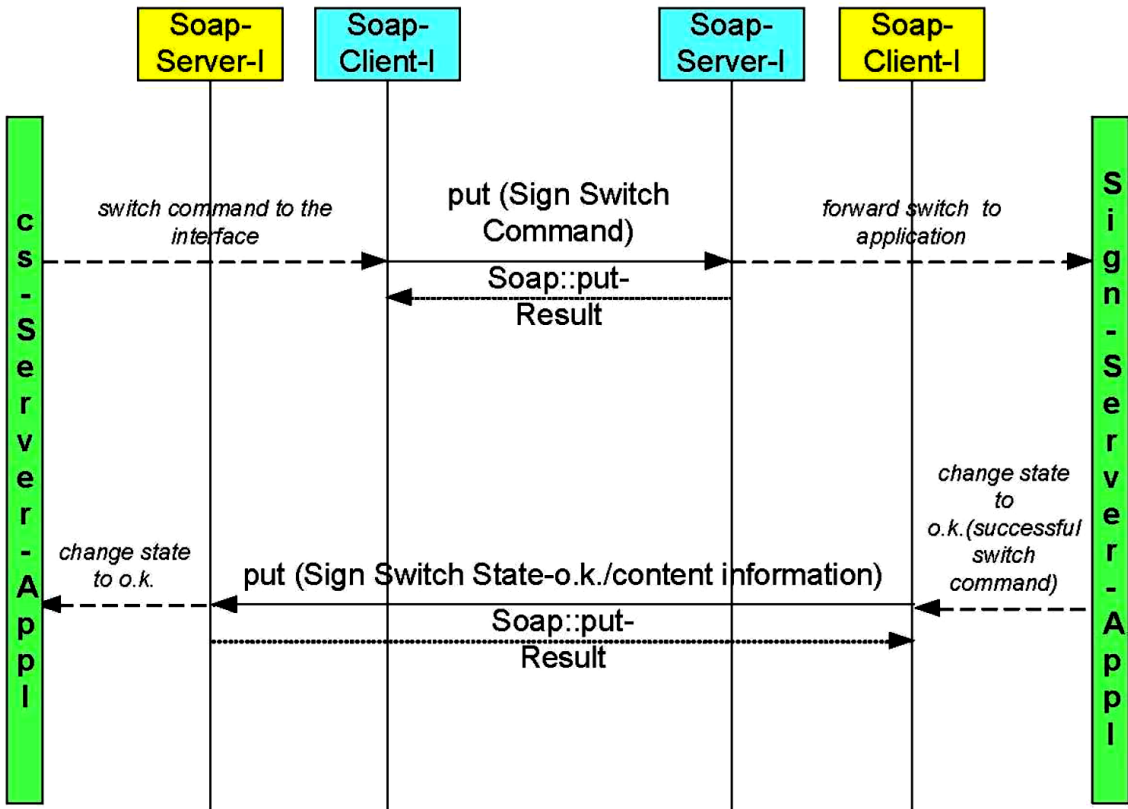 Soap-
Server-I
Soap-
Client-I
Soap-
Server-I
Soap-
Client-I
cs-Server-Appl
switch command to the
interface
put (Sign Switch
Command)
forward switch to
application
Sign-Server-Appl
Soap::put-
Result
change state
to
o.k.(successful
switch
command)
change state
to o.k.
put (Sign Switch State-o.k./content information)
Soap::put-
Result